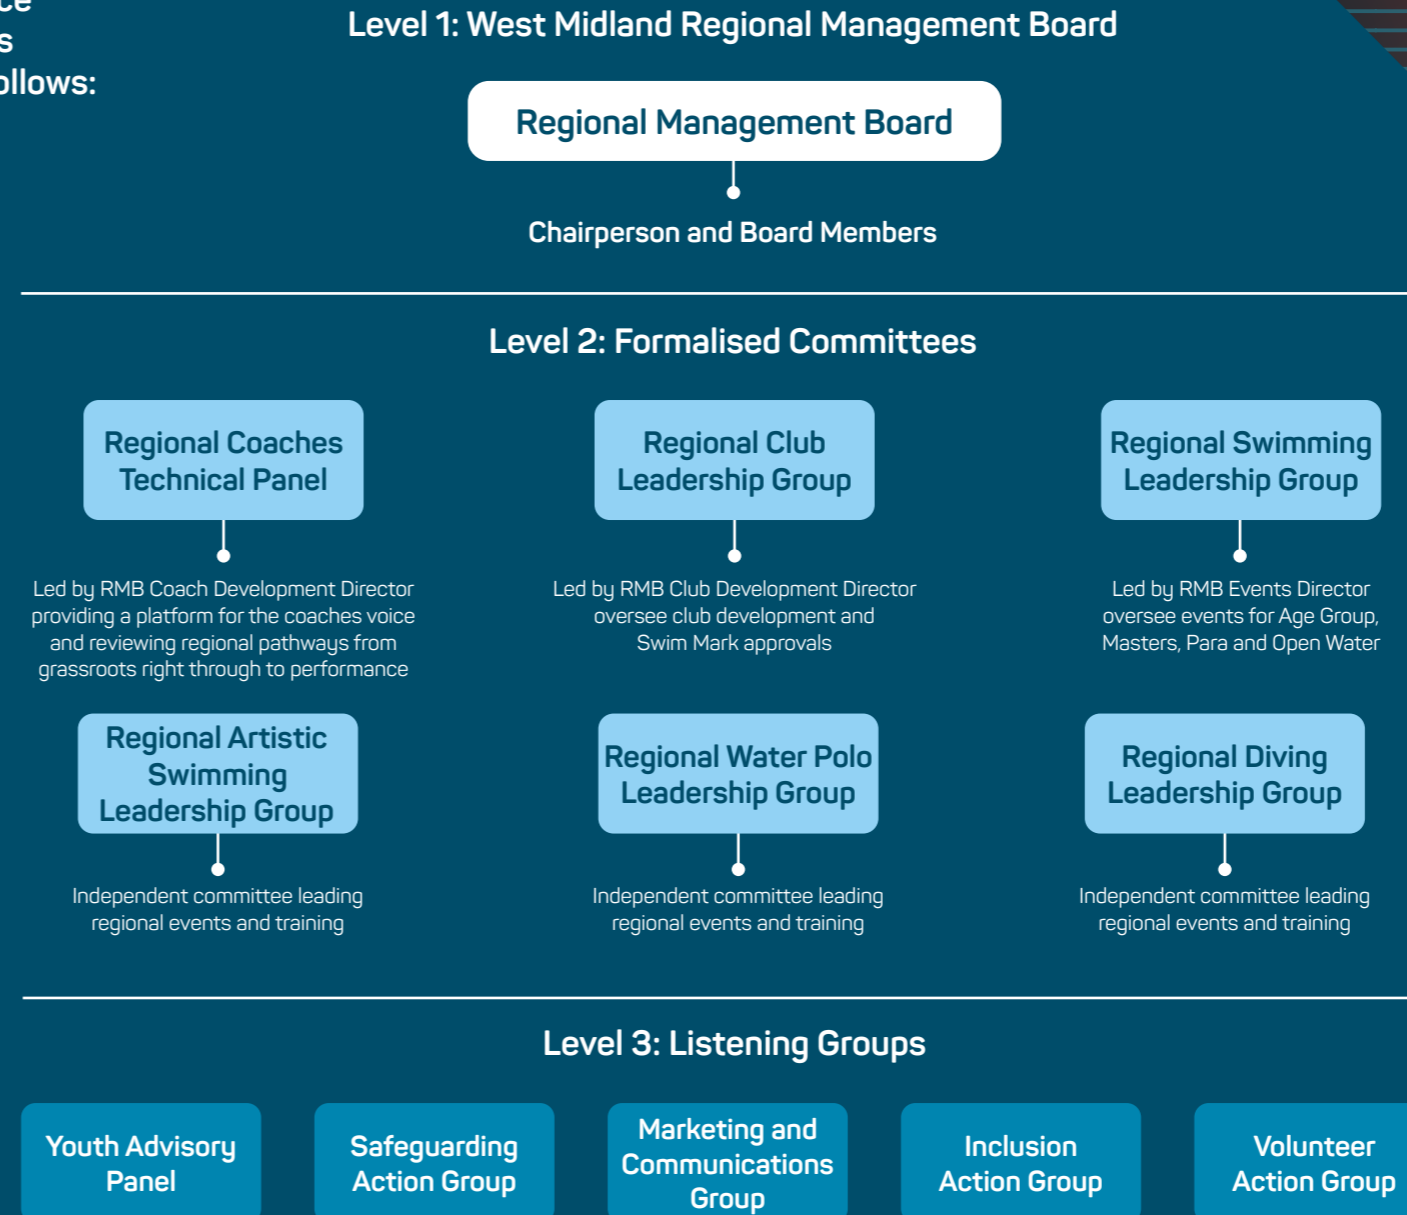 ce
s
ollows:
Level 1: West Midland Regional Management Board
Regional Management Board
Chairperson and Board Members
Level 2: Formalised Committees
Regional Coaches
Technical Panel
Led by RMB Coach Development Director
providing a platform for the coaches voice
and reviewing regional pathways from
grassroots right through to performance
Regional Club
Leadership Group
Led by RMB Club Development Director
oversee club development and
Swim Mark approvals
Regional Swimming
Leadership Group
Led by RMB Events Director
oversee events for Age Group,
Masters, Para and Open Water
Regional Artistic
Swimming
Leadership Group
Independent committee leading
regional events and training
Regional Water Polo
Leadership Group
Independent committee leading
regional events and training
Regional Diving
Leadership Group
Independent committee leading
regional events and training
Level 3: Listening Groups
Youth Advisory
Panel
Safeguarding
Action Group
Marketing and
Communications
Group
Inclusion
Action Group
Volunteer
Action Group